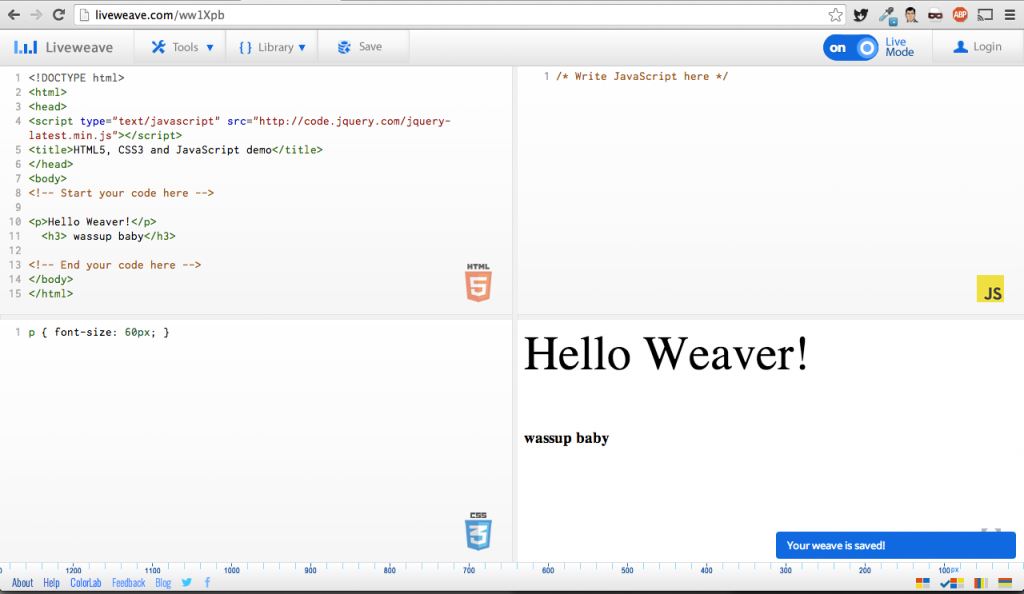 liveweave.com/ww1Xpb
ABP
Liveweave
Tools
{ } Library
Save
on
Live
Mode
Login
1 <!DOCTYPE html>
2 <html>
3 <head>
4 <script type="text/javascript" src="http://code.jquery.com/jquery-
latest.min.js"></script>
5 <title>HTML5, CSS3 and JavaScript demo</title>
6 </head>
7 <body>
8 <!-- Start your code here -->
9
10 <p>Hello Weaver!</p>
11 <h3> wassup baby</h3>
12
13 <!-- End your code here -->
14 </body>
15 </html>
HTML
5
1 /* Write JavaScript here */
JS
1 p { font-size: 60px; }
CSS
3
Hello Weaver!
wassup baby
Your weave is saved!
1200 1100 1000 900 800 700 600 500 400 300 200 100px
About Help ColorLab Feedback Blog